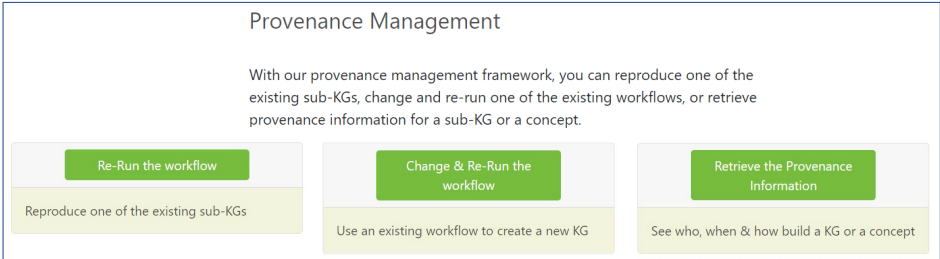 Provenance Management
With our provenance management framework, you can reproduce one of the
existing sub-KGs, change and re-run one of the existing workflows, or retrieve
provenance information for a sub-KG or a concept.
Re-Run the workflow
Reproduce one of the existing sub-KGs
Change & Re-Run the
workflow
Use an existing workflow to create a new KG
Retrieve the Provenance
Information
See who, when & how build a KG or a concept